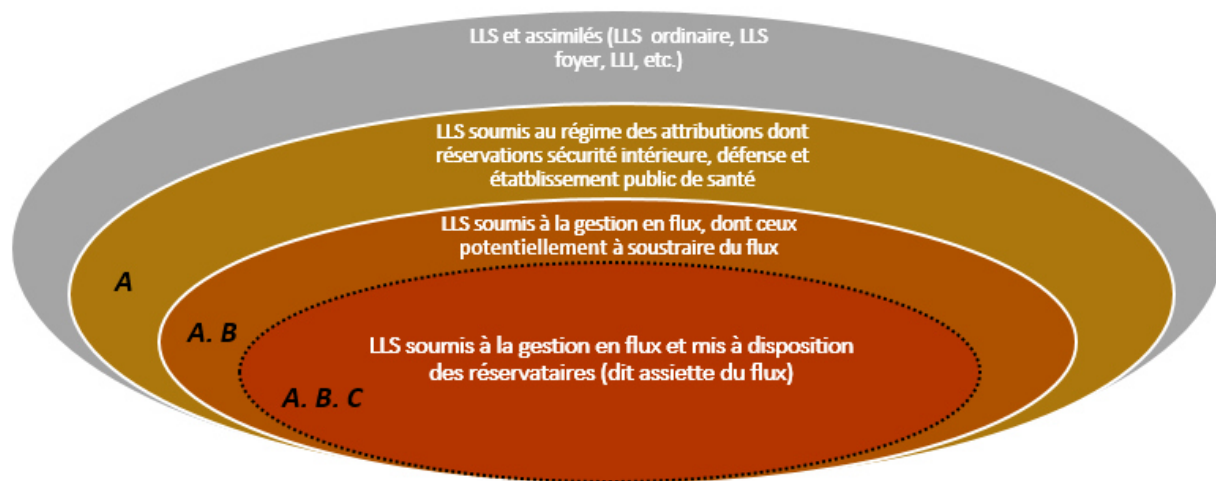 LLS et assimilés (LLS ordinaire, LLS
foyer, LLI, etc.)
LLS soumis au régime des attributions dont
réservations sécurité intérieure, défense et
étatblissement public de santé
LLS soumis à la gestion en flux, dont ceux
potentiellement à soustraire du flux
A
A. B
LLS soumis à la gestion en flux et mis à disposition
des réservataires (dit assiette du flux)
A. B. C